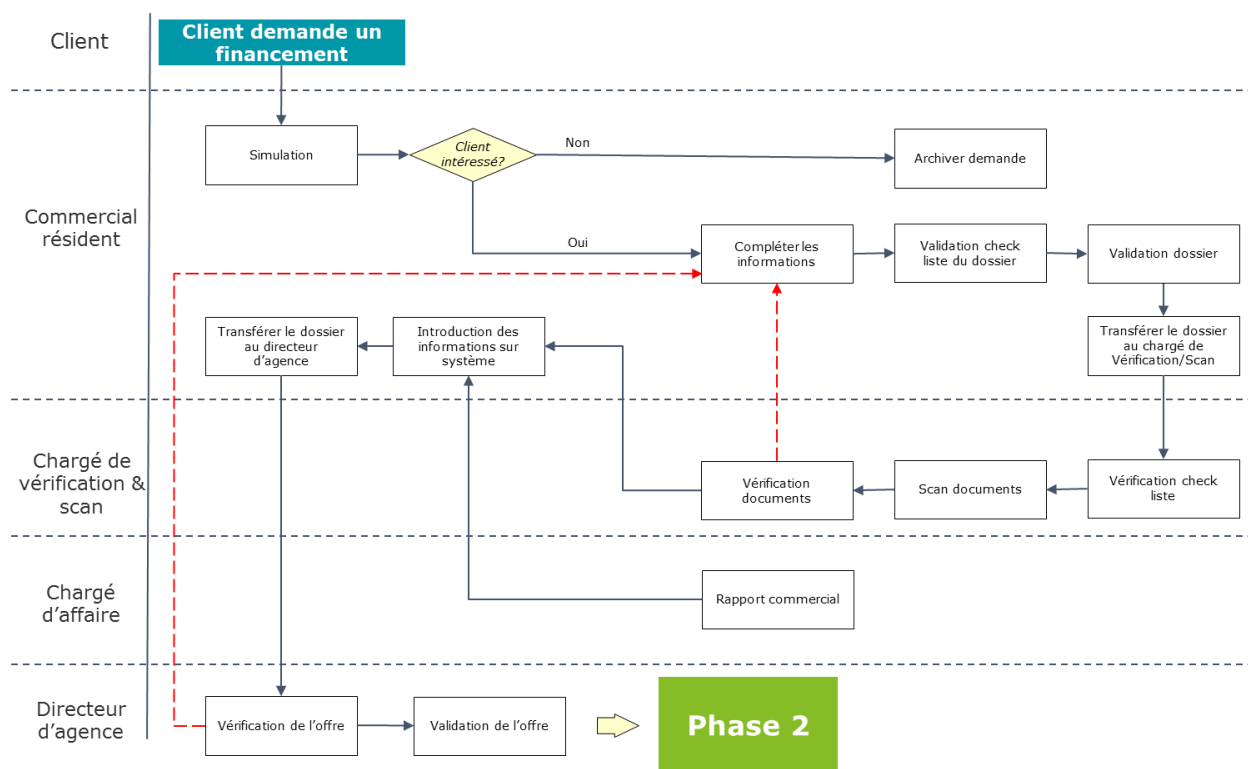 Client
Client demande un
financement
Commercial
résident
Simulation
Client
intéressé?
Non
Archiver demande
Oui
Compléter les
informations
Validation check
liste du dossier
Validation dossier
Transférer le dossier
au directeur
d’agence
Introduction des
informations sur
système
Transférer le dossier
au chargé de
Vérification/Scan
Chargé de
vérification &
scan
Vérification
documents
Scan documents
Vérification check
liste
Chargé
d’affaire
Rapport commercial
Directeur
d’agence
Vérification de l’offre
Validation de l’offre
Phase 2